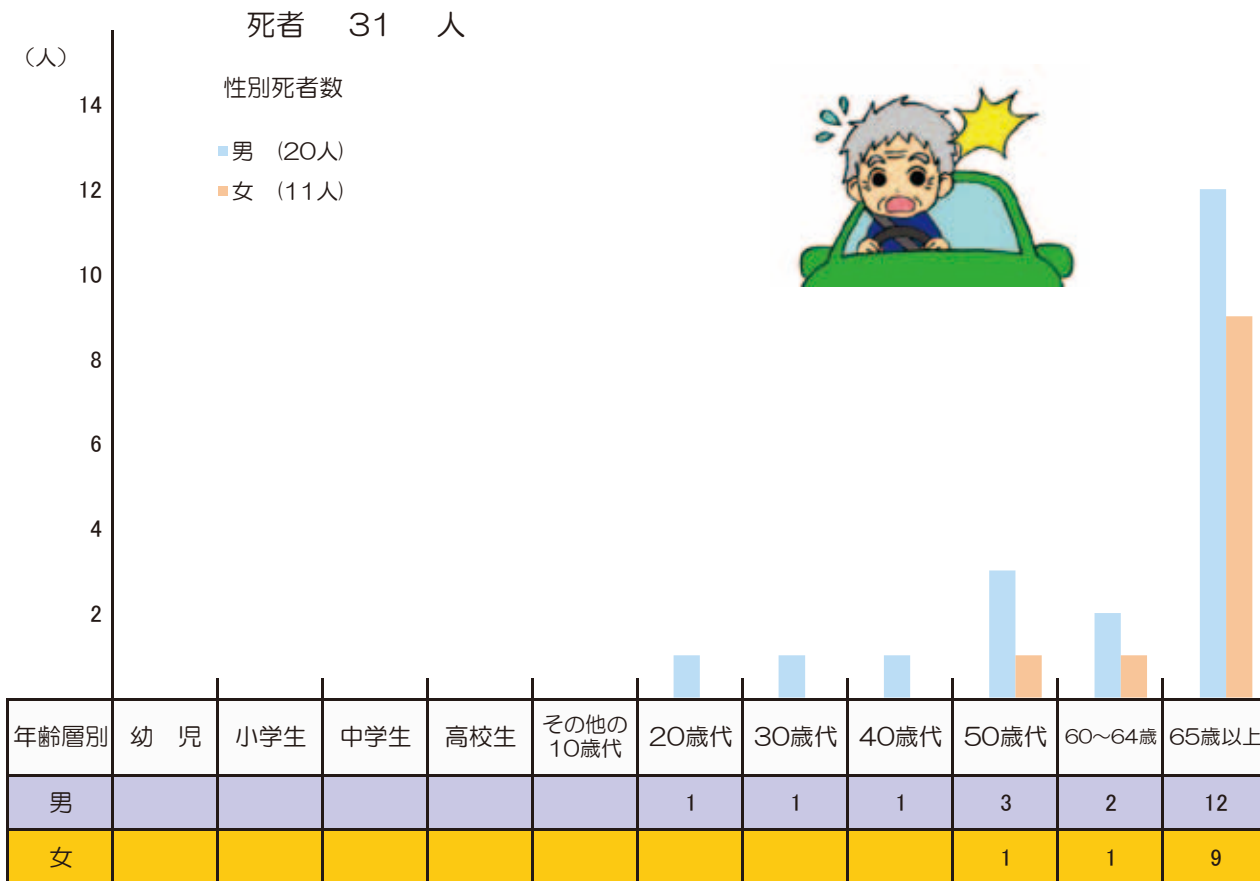 死者 31 人
（人）
性別死者数
男 (20人)
女 (11人)
14
12
10
8
6
4
2
年齢層別 幼 児 小学生 中学生 高校生 その他の 20歳代 30歳代 40歳代 50歳代 60〜64歳 65歳以上
10歳代
男 1 1 1 3 2 12
女 1 1 9